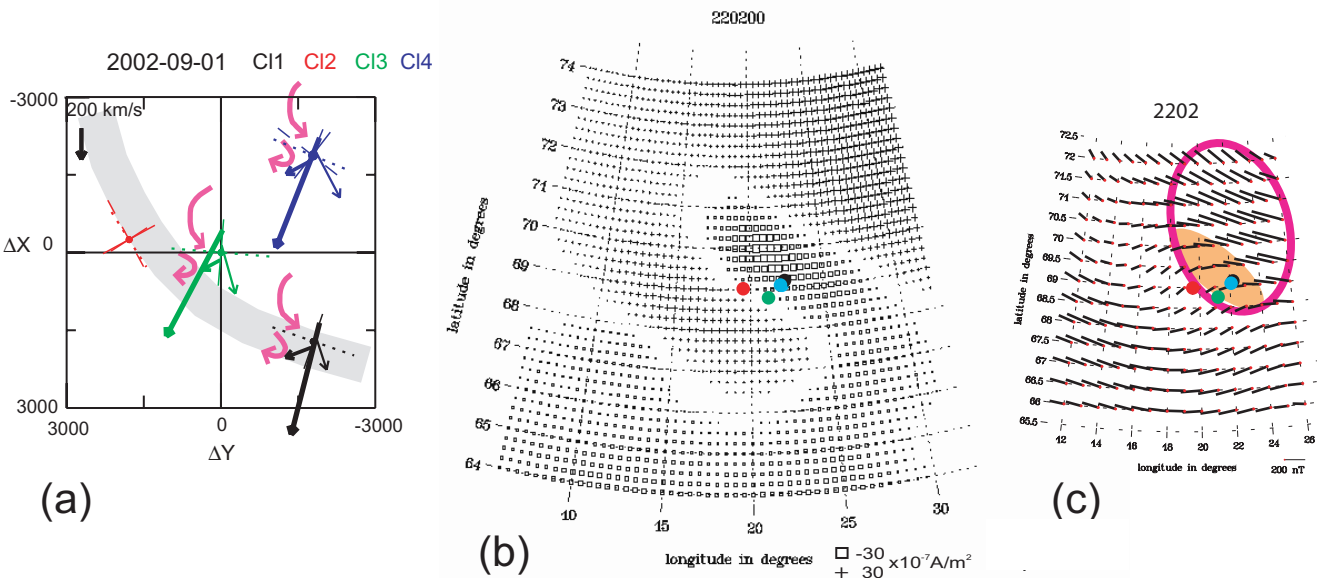 2002-09-01 Cl1 Cl2 Cl3 Cl4
-3000
200 km/s
ΔX 0
3000
3000 0 -3000
ΔY
(a)
220200
74
73
72
71
70
69
68
67
66
65
64
latitude in degrees
10 15 20 25 30
longitude in degrees
□ -30
+ 30
×10⁻⁷A/m²
(b)
2202
72.5
72
71.5
71
70.5
70
69.5
69
68.5
68
67.5
67
66.5
66
65.5
latitude in degrees
12 14 16 18 20 22 24 26
longitude in degrees
200 nT
(c)